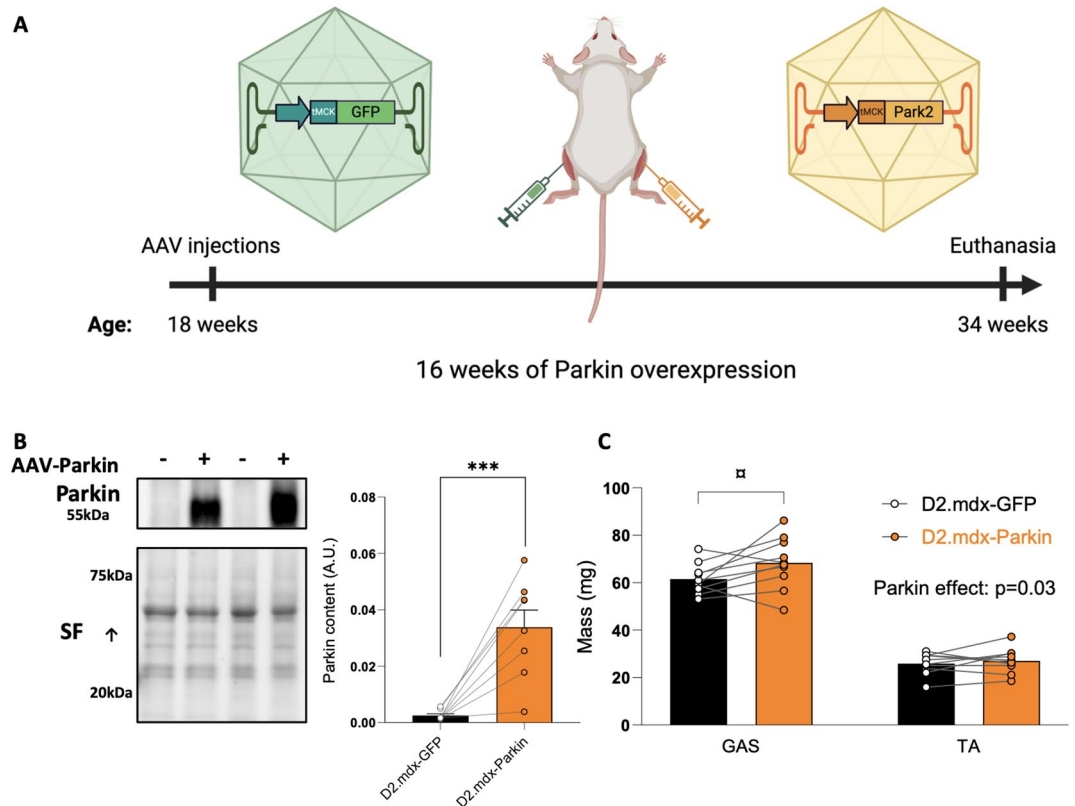 A
tMCK GFP
tMCK Park2
AAV injections
Euthanasia
Age: 18 weeks
34 weeks
16 weeks of Parkin overexpression
B
AAV-Parkin - + - +
Parkin
55kDa
75kDa
SF ↑
20kDa
***
Parkin content (A.U.)
0.08
0.06
0.04
0.02
0.00
D2.mdx-GFP
D2.mdx-Parkin
C
¤
Mass (mg)
100
80
60
40
20
0
GAS
TA
D2.mdx-GFP
D2.mdx-Parkin
Parkin effect: p=0.03